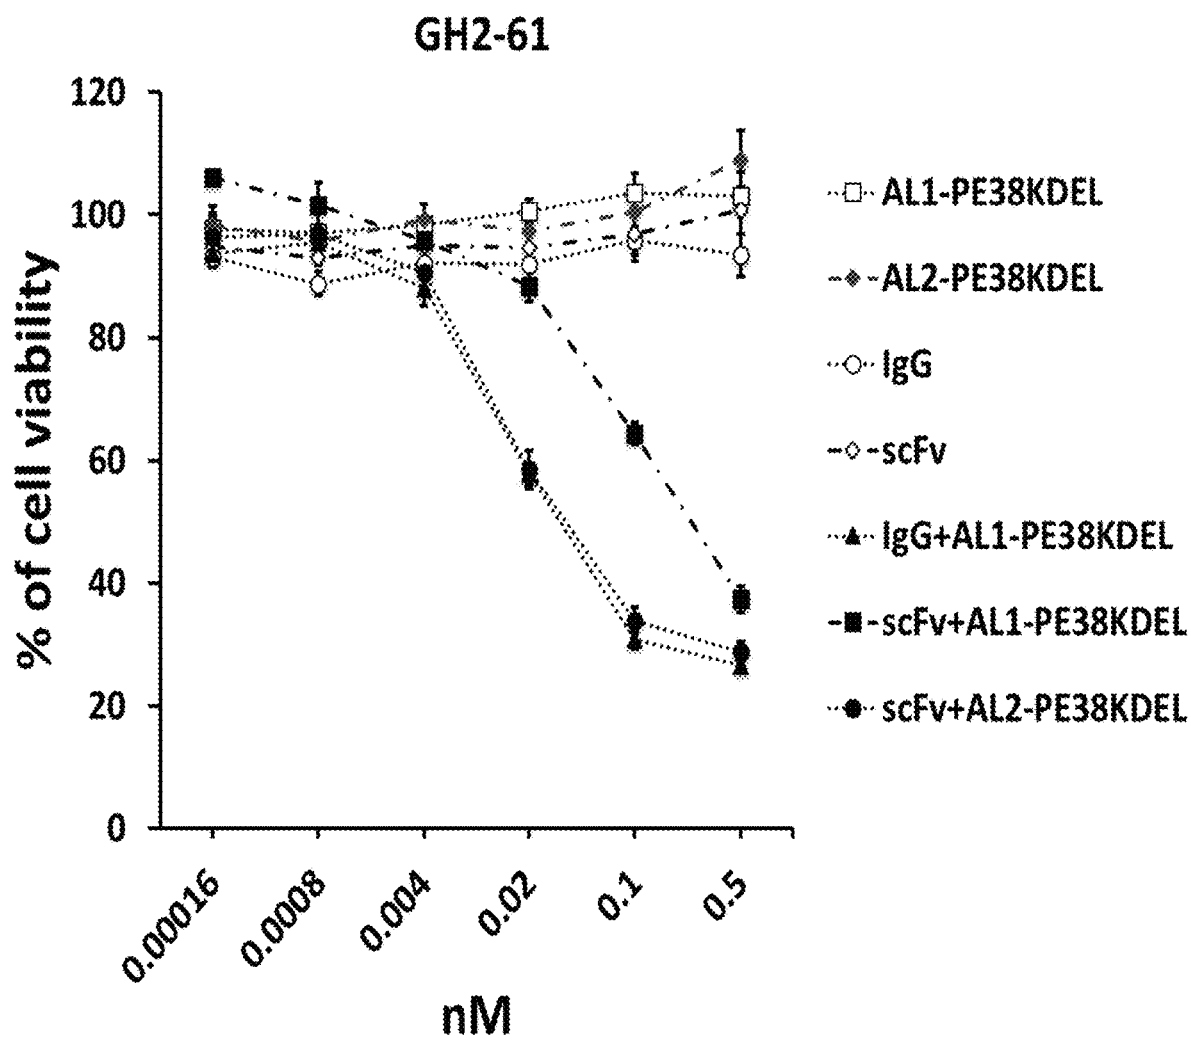 GH2-61
% of cell viability
120
100
80
60
40
20
0
0.00016
0.0008
0.004
0.02
0.1
0.5
nM
AL1-PE38KDEL
AL2-PE38KDEL
IgG
scFv
IgG+AL1-PE38KDEL
scFv+AL1-PE38KDEL
scFv+AL2-PE38KDEL